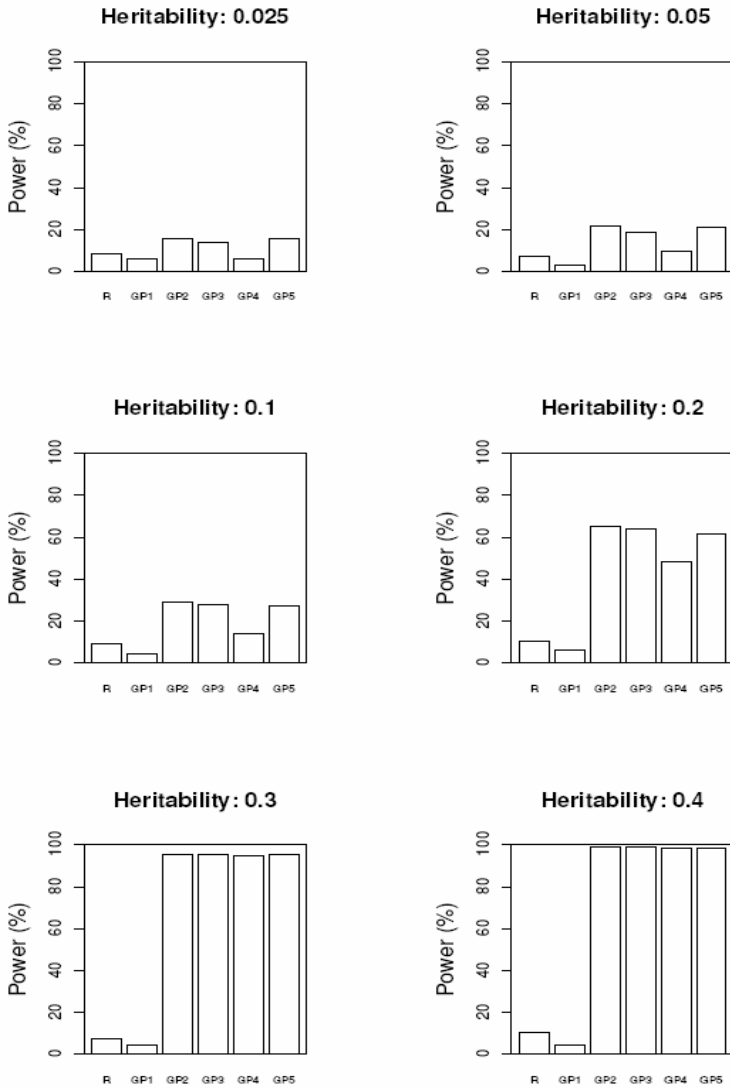 Heritability: 0.025
Power (%)
100
80
60
40
20
0
R GP1 GP2 GP3 GP4 GP5
Heritability: 0.05
Power (%)
100
80
60
40
20
0
R GP1 GP2 GP3 GP4 GP5
Heritability: 0.1
Power (%)
100
80
60
40
20
0
R GP1 GP2 GP3 GP4 GP5
Heritability: 0.2
Power (%)
100
80
60
40
20
0
R GP1 GP2 GP3 GP4 GP5
Heritability: 0.3
Power (%)
100
80
60
40
20
0
R GP1 GP2 GP3 GP4 GP5
Heritability: 0.4
Power (%)
100
80
60
40
20
0
R GP1 GP2 GP3 GP4 GP5